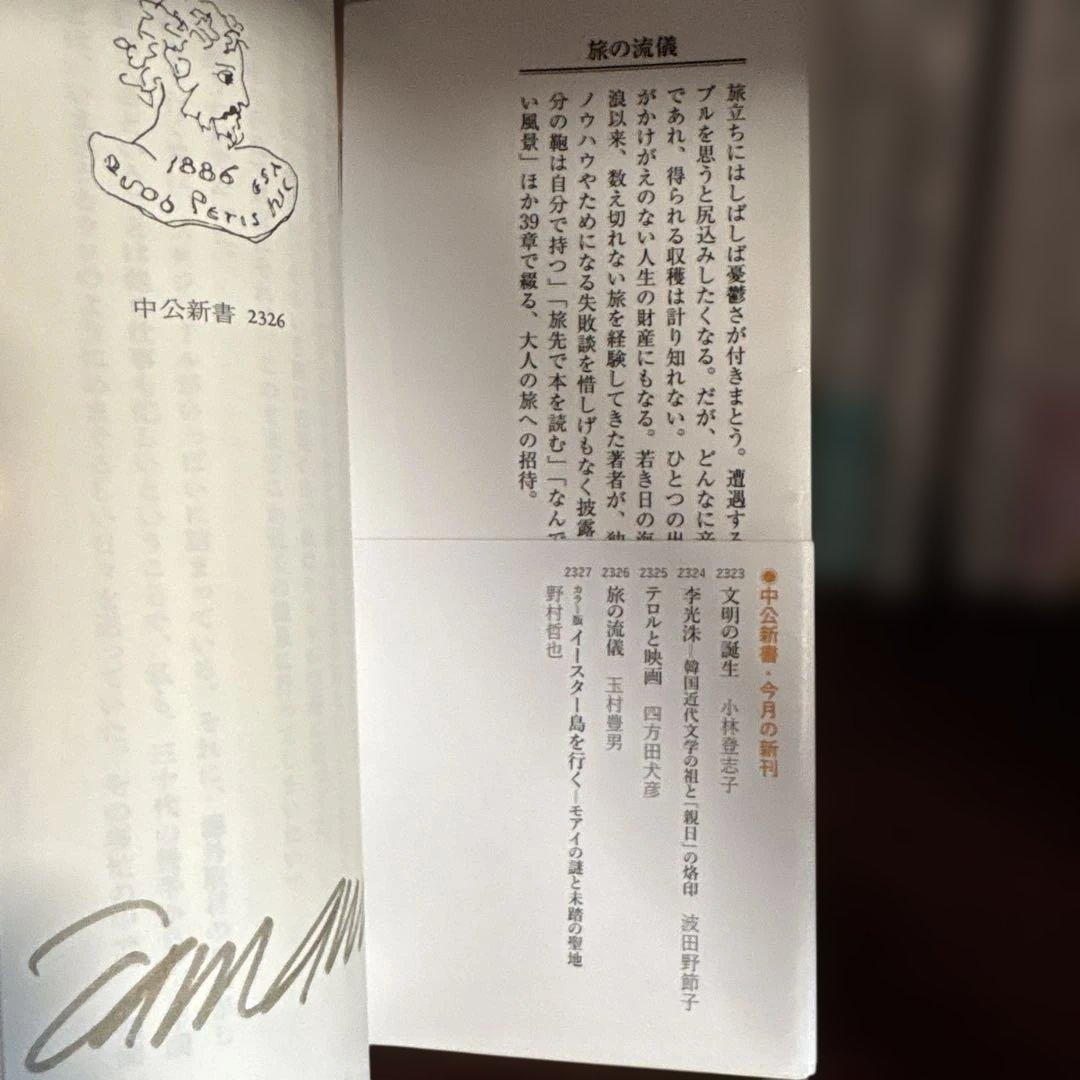 1886
中公新書 2326
旅の流儀
旅立ちにはしばしば憂鬱さが付きまとう。遭遇する
ブルを思うと尻込みしたくなる。だが、どんなに
であれ、得られる収穫は計り知れない。ひとつの出
がかけがえのない人生の財産にもなる。若き日の
浪以来、数え切れない旅を経験してきた著者が、
ノウハウやためになる失敗談を惜しげもなく披露
分の鞄は自分で持つ」「旅先で本を読む」「なんで
い風景」ほか39章で綴る、大人の旅への招待。
●中公新書・今月の新刊
2323 文明の誕生 小林登志子
2324 李光洙―韓国近代文学の祖と「親日」の烙印 波田野節子
2325 テロルと映画 四方田犬彦
2326 旅の流儀 玉村豊男
2327 カラー版 イースター島を行く―モアイの謎と未踏の聖地
野村哲也